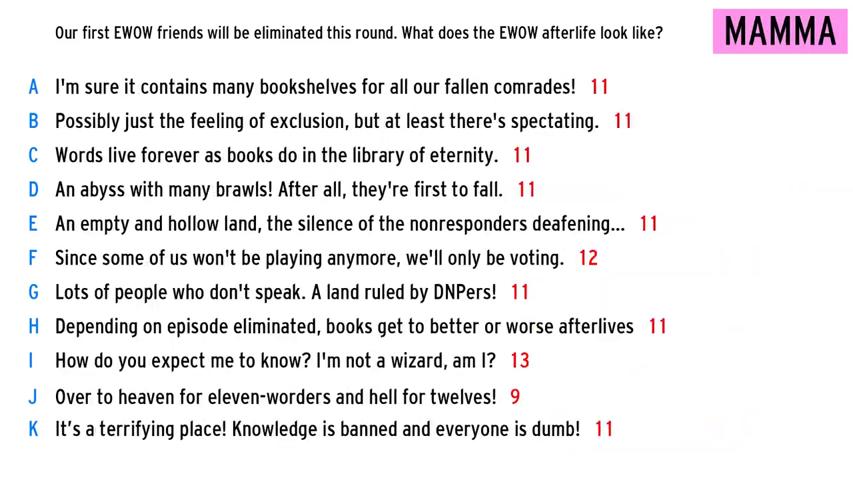 Our first EWOW friends will be eliminated this round. What does the EWOW afterlife look like?
MAMMA
A I'm sure it contains many bookshelves for all our fallen comrades! 11
B Possibly just the feeling of exclusion, but at least there's spectating. 11
C Words live forever as books do in the library of eternity. 11
D An abyss with many brawls! After all, they're first to fall. 11
E An empty and hollow land, the silence of the nonresponders deafening... 11
F Since some of us won't be playing anymore, we'll only be voting. 12
G Lots of people who don't speak. A land ruled by DNPers! 11
H Depending on episode eliminated, books get to better or worse afterlives 11
I How do you expect me to know? I'm not a wizard, am I? 13
J Over to heaven for eleven-worders and hell for twelves! 9
K It’s a terrifying place! Knowledge is banned and everyone is dumb! 11